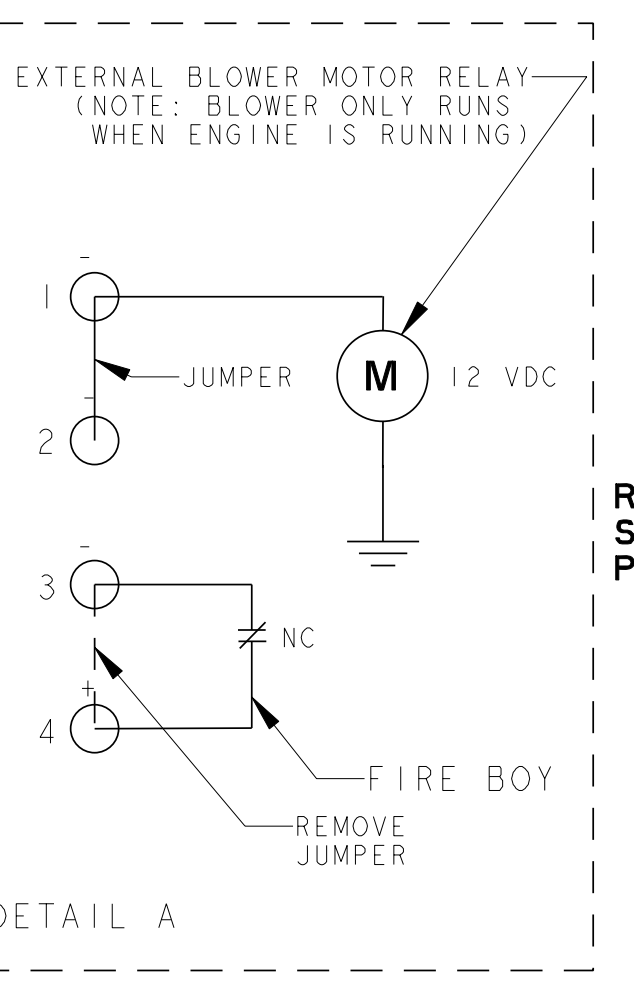 EXTERNAL BLOWER MOTOR RELAY
(NOTE: BLOWER ONLY RUNS
WHEN ENGINE IS RUNNING)
-
1
JUMPER
M
12 VDC
-
2
R
S
P
-
3
NC
+
4
FIRE BOY
REMOVE
JUMPER
DETAIL A